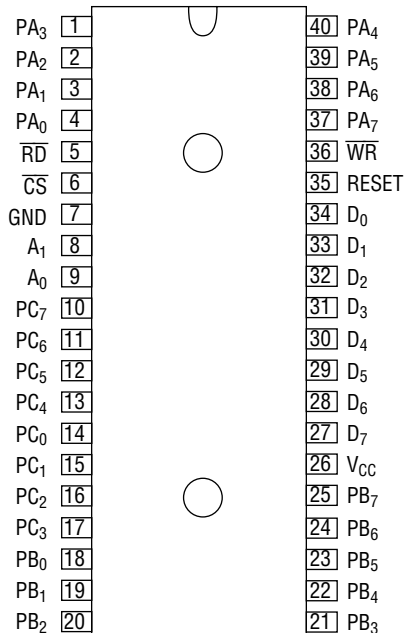 PA₃ 1 40 PA₄
PA₂ 2 39 PA₅
PA₁ 3 38 PA₆
PA₀ 4 37 PA₇
R̅D̅ 5 36 W̅R̅
C̅S̅ 6 35 RESET
GND 7 34 D₀
A₁ 8 33 D₁
A₀ 9 32 D₂
PC₇ 10 31 D₃
PC₆ 11 30 D₄
PC₅ 12 29 D₅
PC₄ 13 28 D₆
PC₀ 14 27 D₇
PC₁ 15 26 V_CC
PC₂ 16 25 PB₇
PC₃ 17 24 PB₆
PB₀ 18 23 PB₅
PB₁ 19 22 PB₄
PB₂ 20 21 PB₃